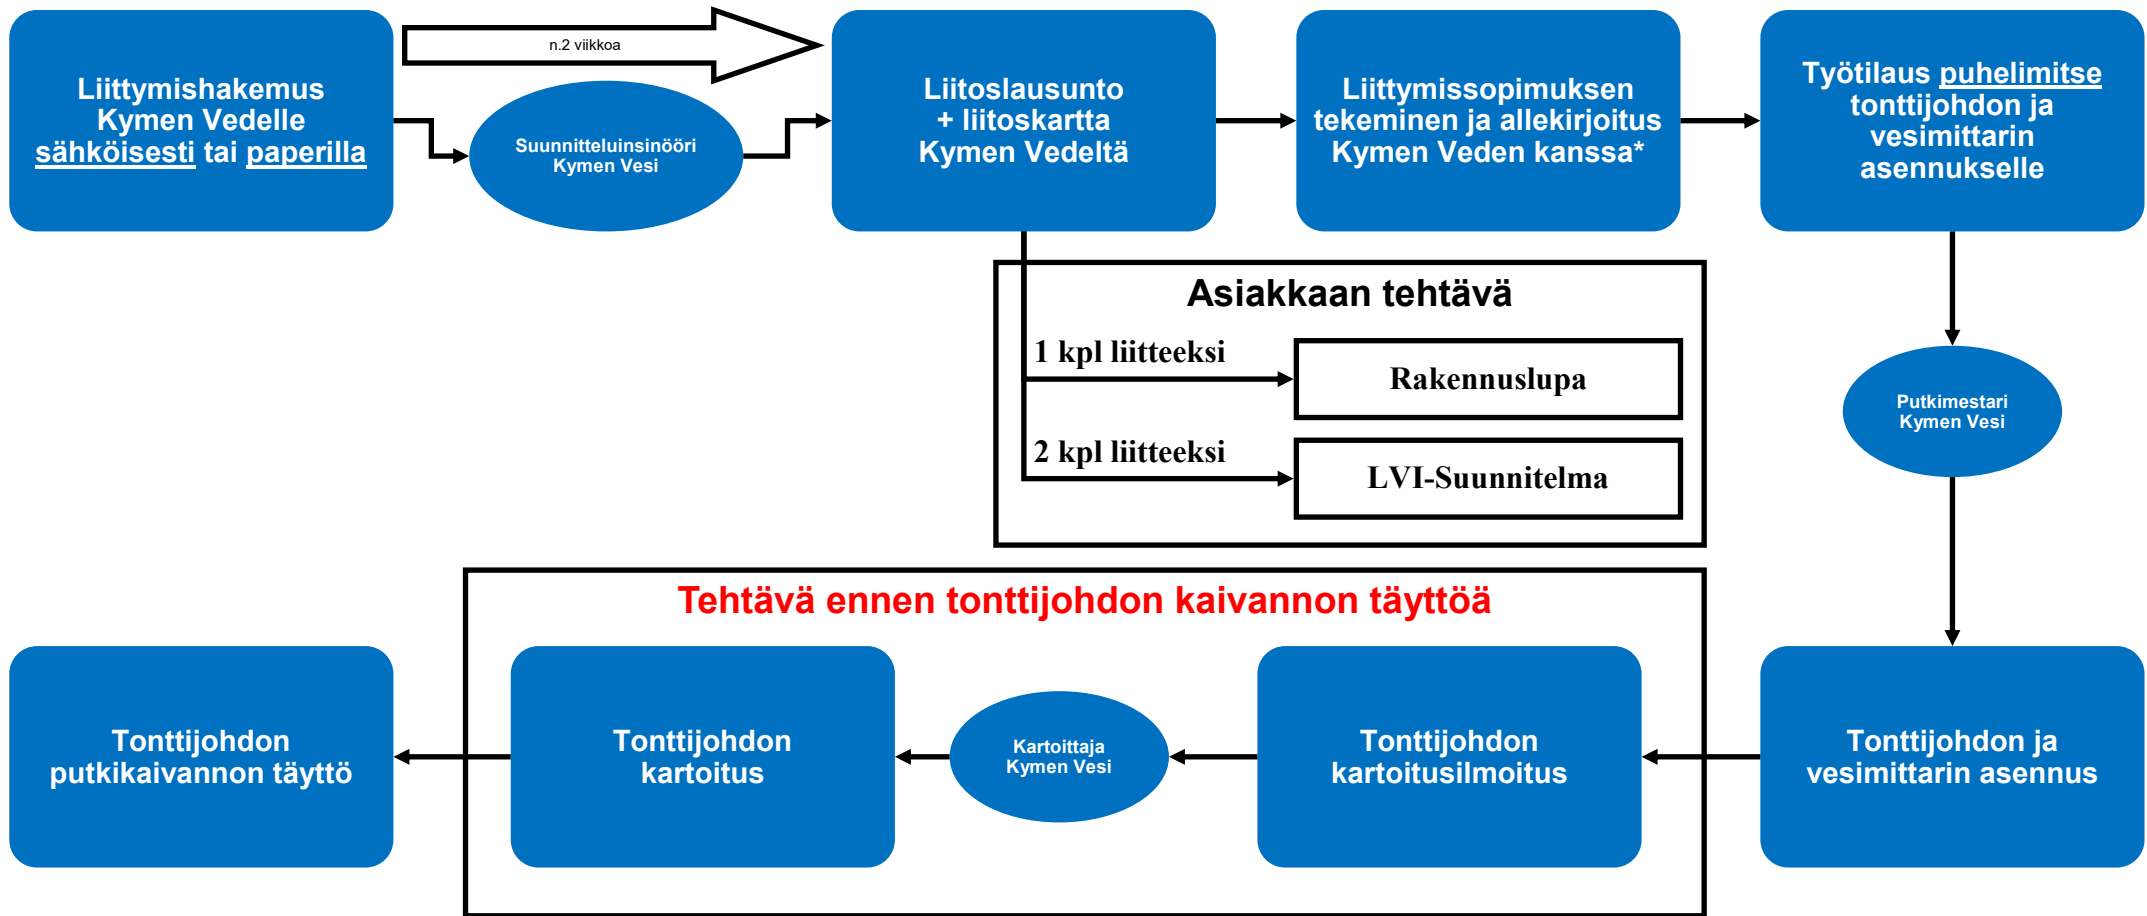 Liittymishakemus
Kymen Vedelle
sähköisesti tai paperilla
n.2 viikkoa
Suunnitteluinsinööri
Kymen Vesi
Liitoslausunto
+ liitoskartta
Kymen Vedeltä
Liittymissopimuksen
tekeminen ja allekirjoitus
Kymen Veden kanssa*
Työtilaus puhelimitse
tonttijohdon ja
vesimittarin
asennukselle
Asiakkaan tehtävä
1 kpl liitteeksi
Rakennuslupa
2 kpl liitteeksi
LVI-Suunnitelma
Putkimestari
Kymen Vesi
Tehtävä ennen tonttijohdon kaivannon täyttöä
Tonttijohdon
putkikaivannon täyttö
Tonttijohdon
kartoitus
Kartoittaja
Kymen Vesi
Tonttijohdon
kartoitusilmoitus
Tonttijohdon ja
vesimittarin asennus